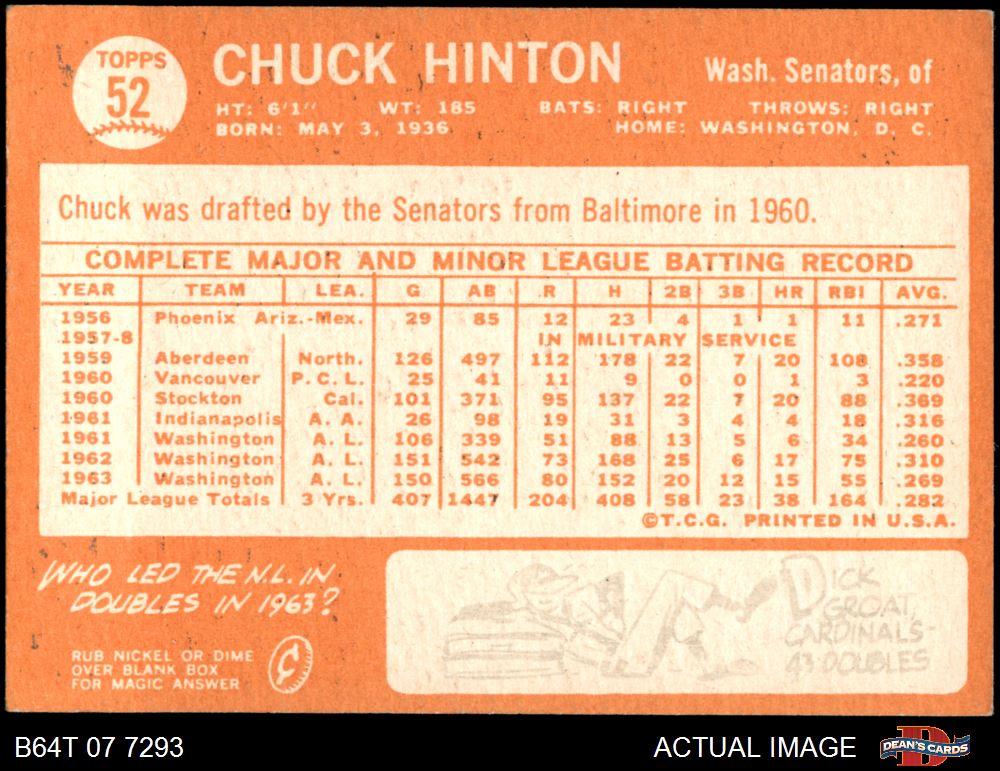 TOPPS
52
CHUCK HINTON
Wash. Senators, of
HT: 6'1" WT: 185 BATS: RIGHT THROWS: RIGHT
BORN: MAY 3, 1936 HOME: WASHINGTON, D. C.
Chuck was drafted by the Senators from Baltimore in 1960.
COMPLETE MAJOR AND MINOR LEAGUE BATTING RECORD
YEAR TEAM LEA. G AB R H 2B 3B HR RBI AVG.
1956 Phoenix Ariz.-Mex. 29 85 12 23 4 1 1 11 .271
1957-8 IN MILITARY SERVICE
1959 Aberdeen North. 126 497 112 178 22 7 20 108 .358
1960 Vancouver P.C.L. 25 41 11 9 0 0 1 3 .220
1960 Stockton Cal. 101 371 95 137 22 7 20 88 .369
1961 Indianapolis A. A. 26 98 19 31 3 4 4 18 .316
1961 Washington A. L. 106 339 51 88 13 5 6 34 .260
1962 Washington A. L. 151 542 73 168 25 6 17 75 .310
1963 Washington A. L. 150 566 80 152 20 12 15 55 .269
Major League Totals 3 Yrs. 407 1447 204 408 58 23 38 164 .282
©T.C.G. PRINTED IN U.S.A.
WHO LED THE N.L. IN
DOUBLES IN 1963?
RUB NICKEL OR DIME
OVER BLANK BOX
FOR MAGIC ANSWER
¢
DICK
GROAT,
CARDINALS-
43 DOUBLES
B64T 07 7293
ACTUAL IMAGE
DEAN'S CARDS